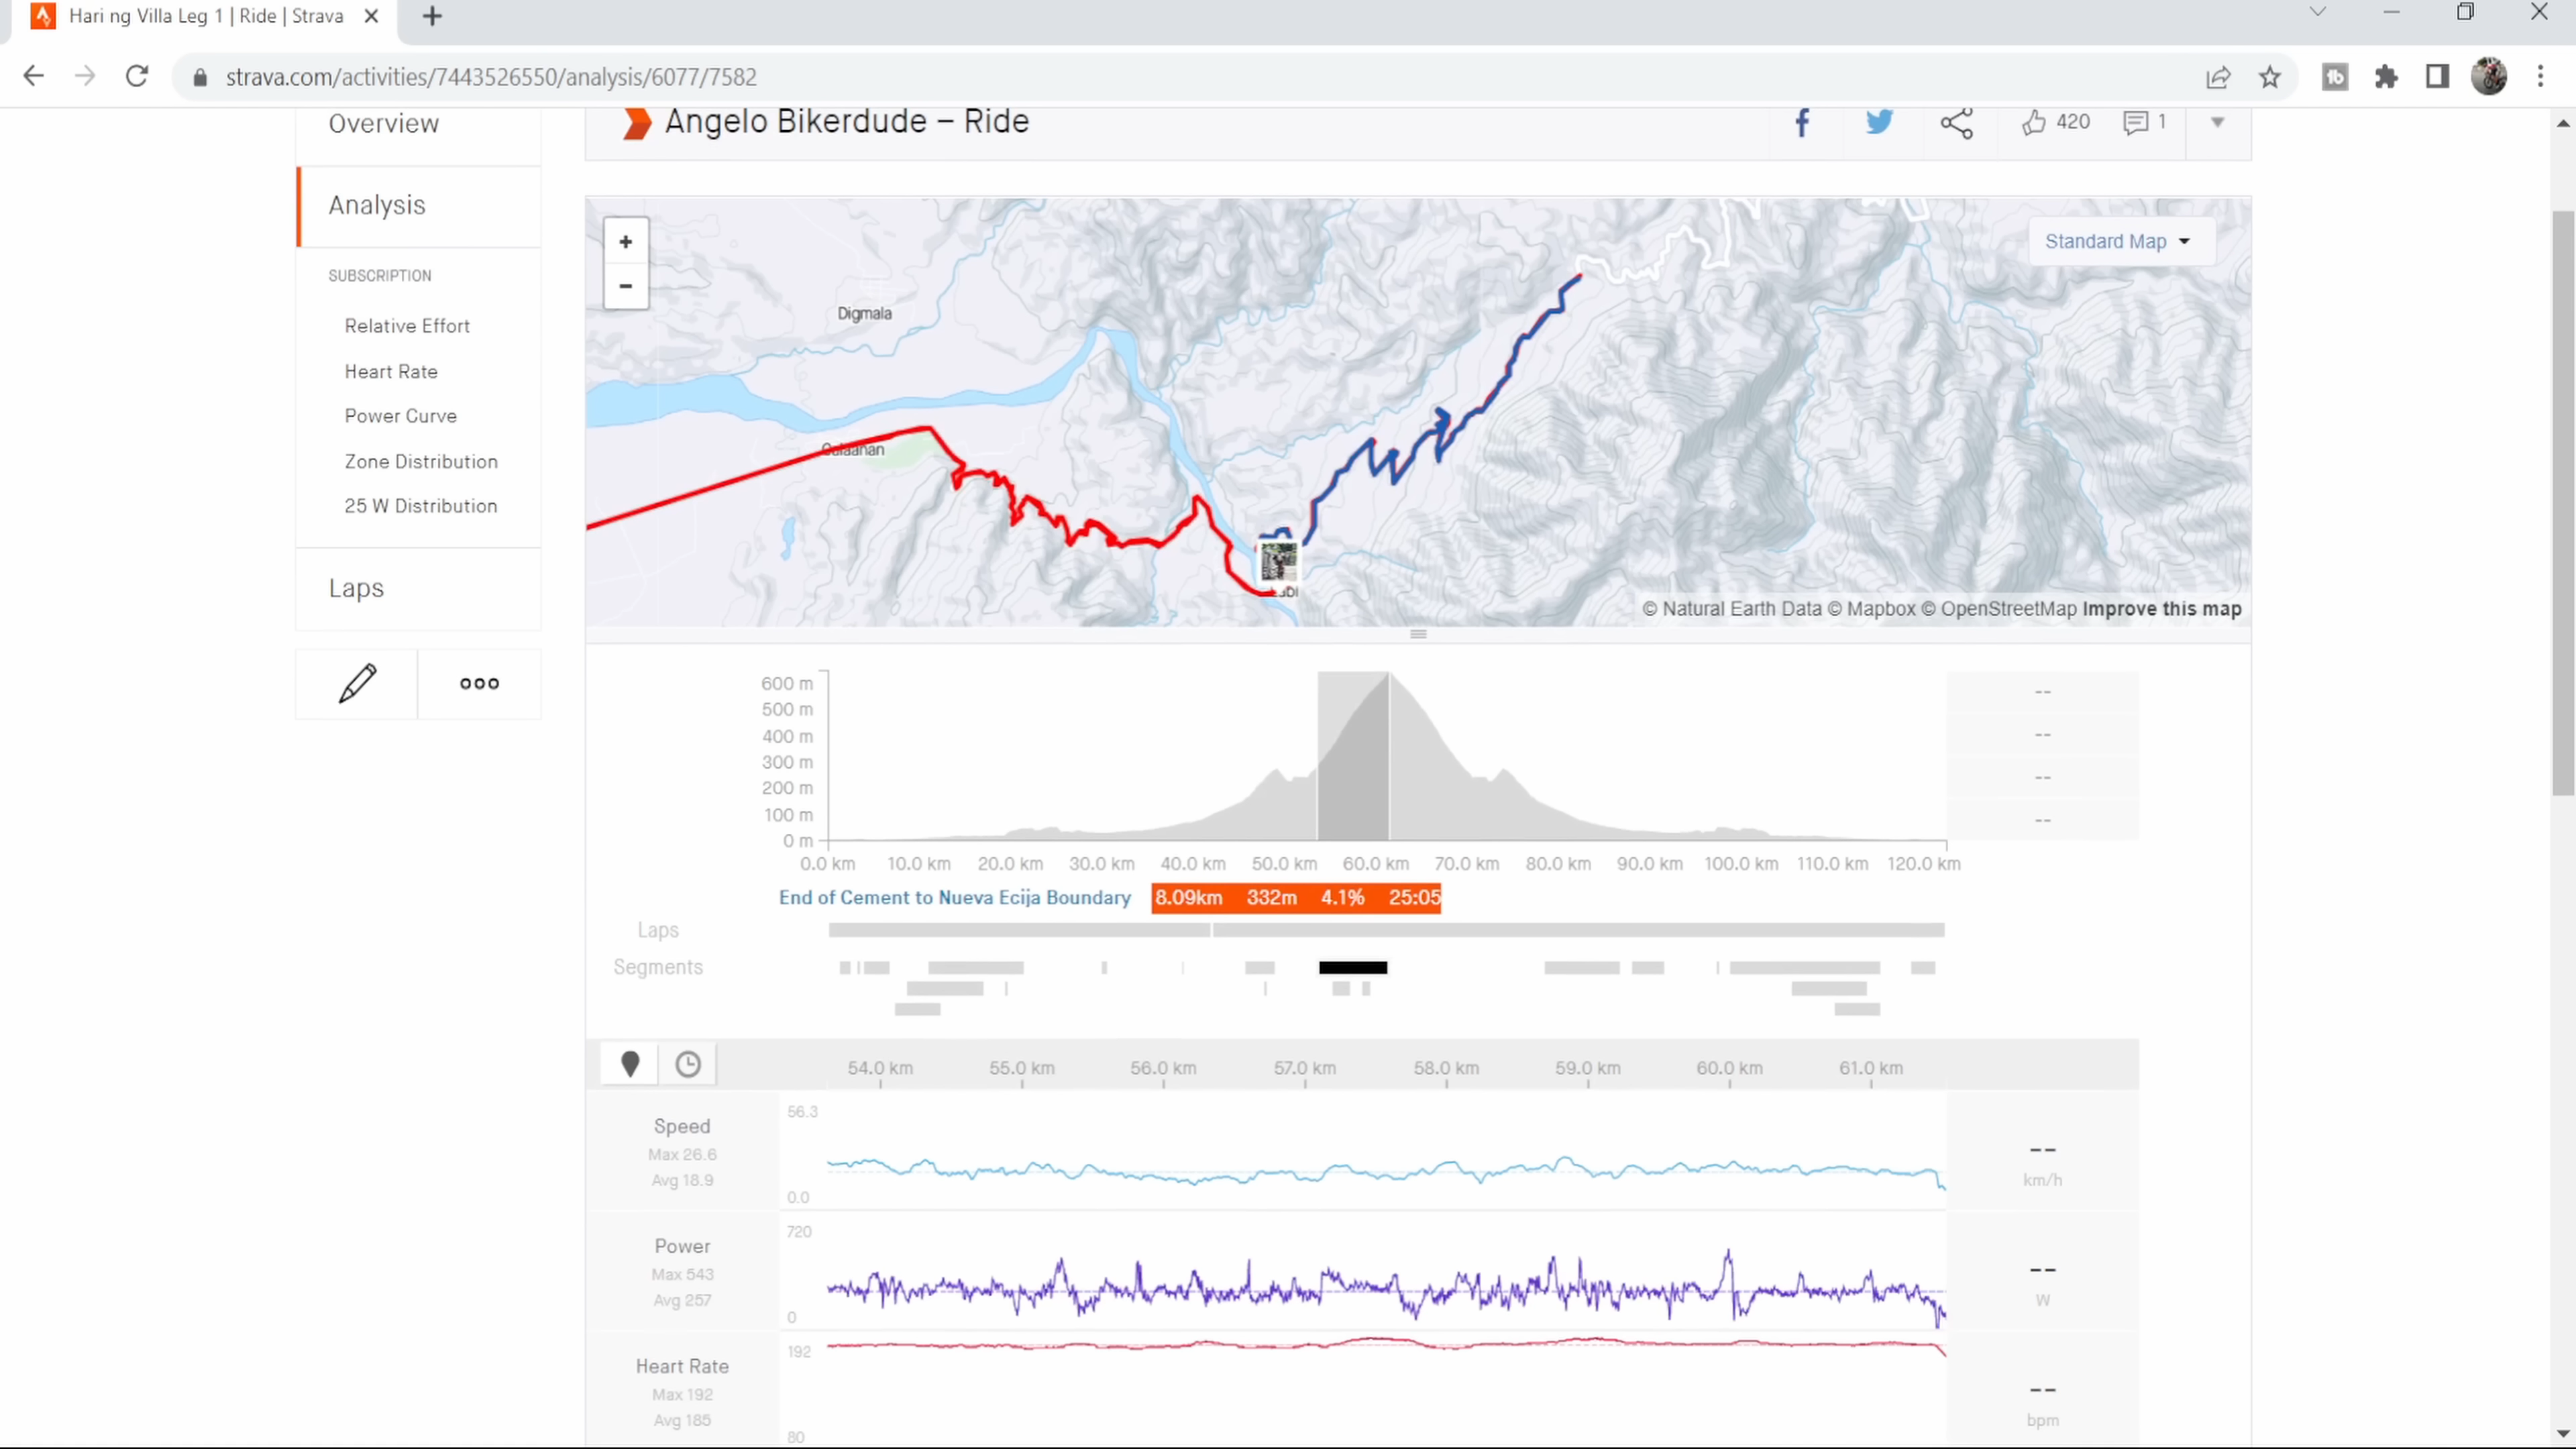 Hari ng Villa Leg 1 | Ride | Strava
strava.com/activities/7443526550/analysis/6077/7582
Overview
Angelo Bikerdude – Ride
420
1
Analysis
SUBSCRIPTION
Relative Effort
Heart Rate
Power Curve
Zone Distribution
25 W Distribution
Laps
+
-
Digmala
Standard Map
© Natural Earth Data © Mapbox © OpenStreetMap Improve this map
600 m
500 m
400 m
300 m
200 m
100 m
0 m
--
--
--
--
0.0 km 10.0 km 20.0 km 30.0 km 40.0 km 50.0 km 60.0 km 70.0 km 80.0 km 90.0 km 100.0 km 110.0 km 120.0 km
End of Cement to Nueva Ecija Boundary 8.09km 332m 4.1% 25:05
Laps
Segments
54.0 km 55.0 km 56.0 km 57.0 km 58.0 km 59.0 km 60.0 km 61.0 km
Speed
Max 26.6
Avg 18.9
56.3
0.0
--
km/h
Power
Max 543
Avg 257
720
0
--
W
Heart Rate
Max 192
Avg 185
192
80
--
bpm